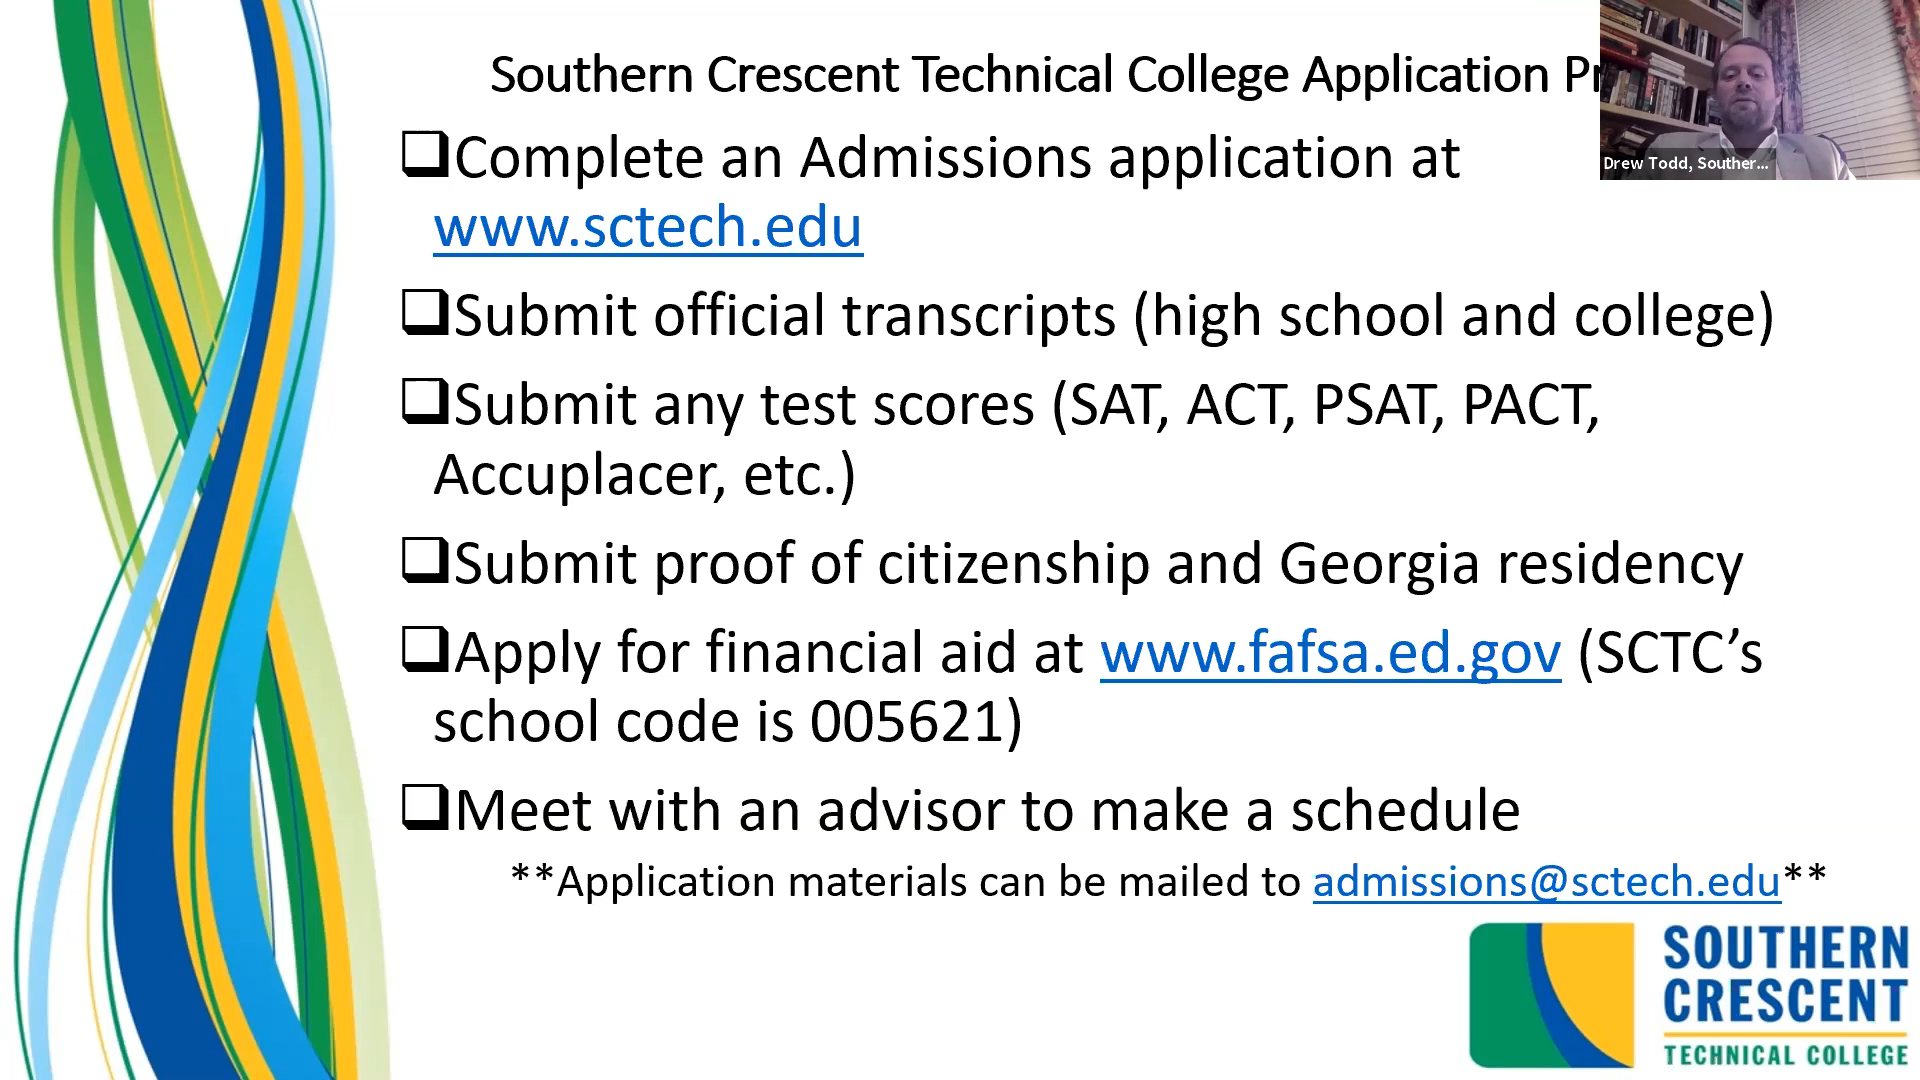 Southern Crescent Technical College Application
Complete an Admissions application at
www.sctech.edu
Submit official transcripts (high school and college)
Submit any test scores (SAT, ACT, PSAT, PACT,
Accuplacer, etc.)
Submit proof of citizenship and Georgia residency
Apply for financial aid at www.fafsa.ed.gov (SCTC’s
school code is 005621)
Meet with an advisor to make a schedule
**Application materials can be mailed to admissions@sctech.edu**
Drew Todd, Souther...
SOUTHERN
CRESCENT
TECHNICAL COLLEGE